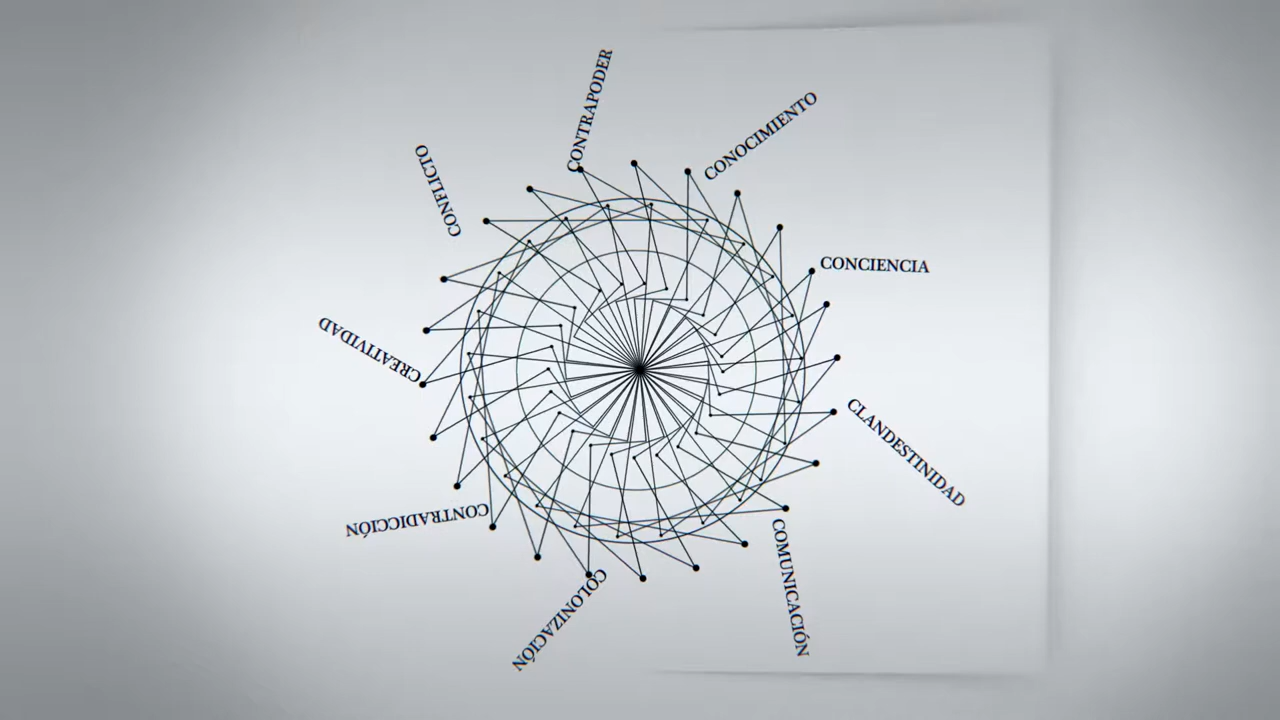 CONTRAPODER
CONOCIMIENTO
CONCIENCIA
CLANDESTINIDAD
COMUNICACIÓN
COLONIZACIÓN
CONTRADICCIÓN
CREATIVIDAD
CONFLICTO